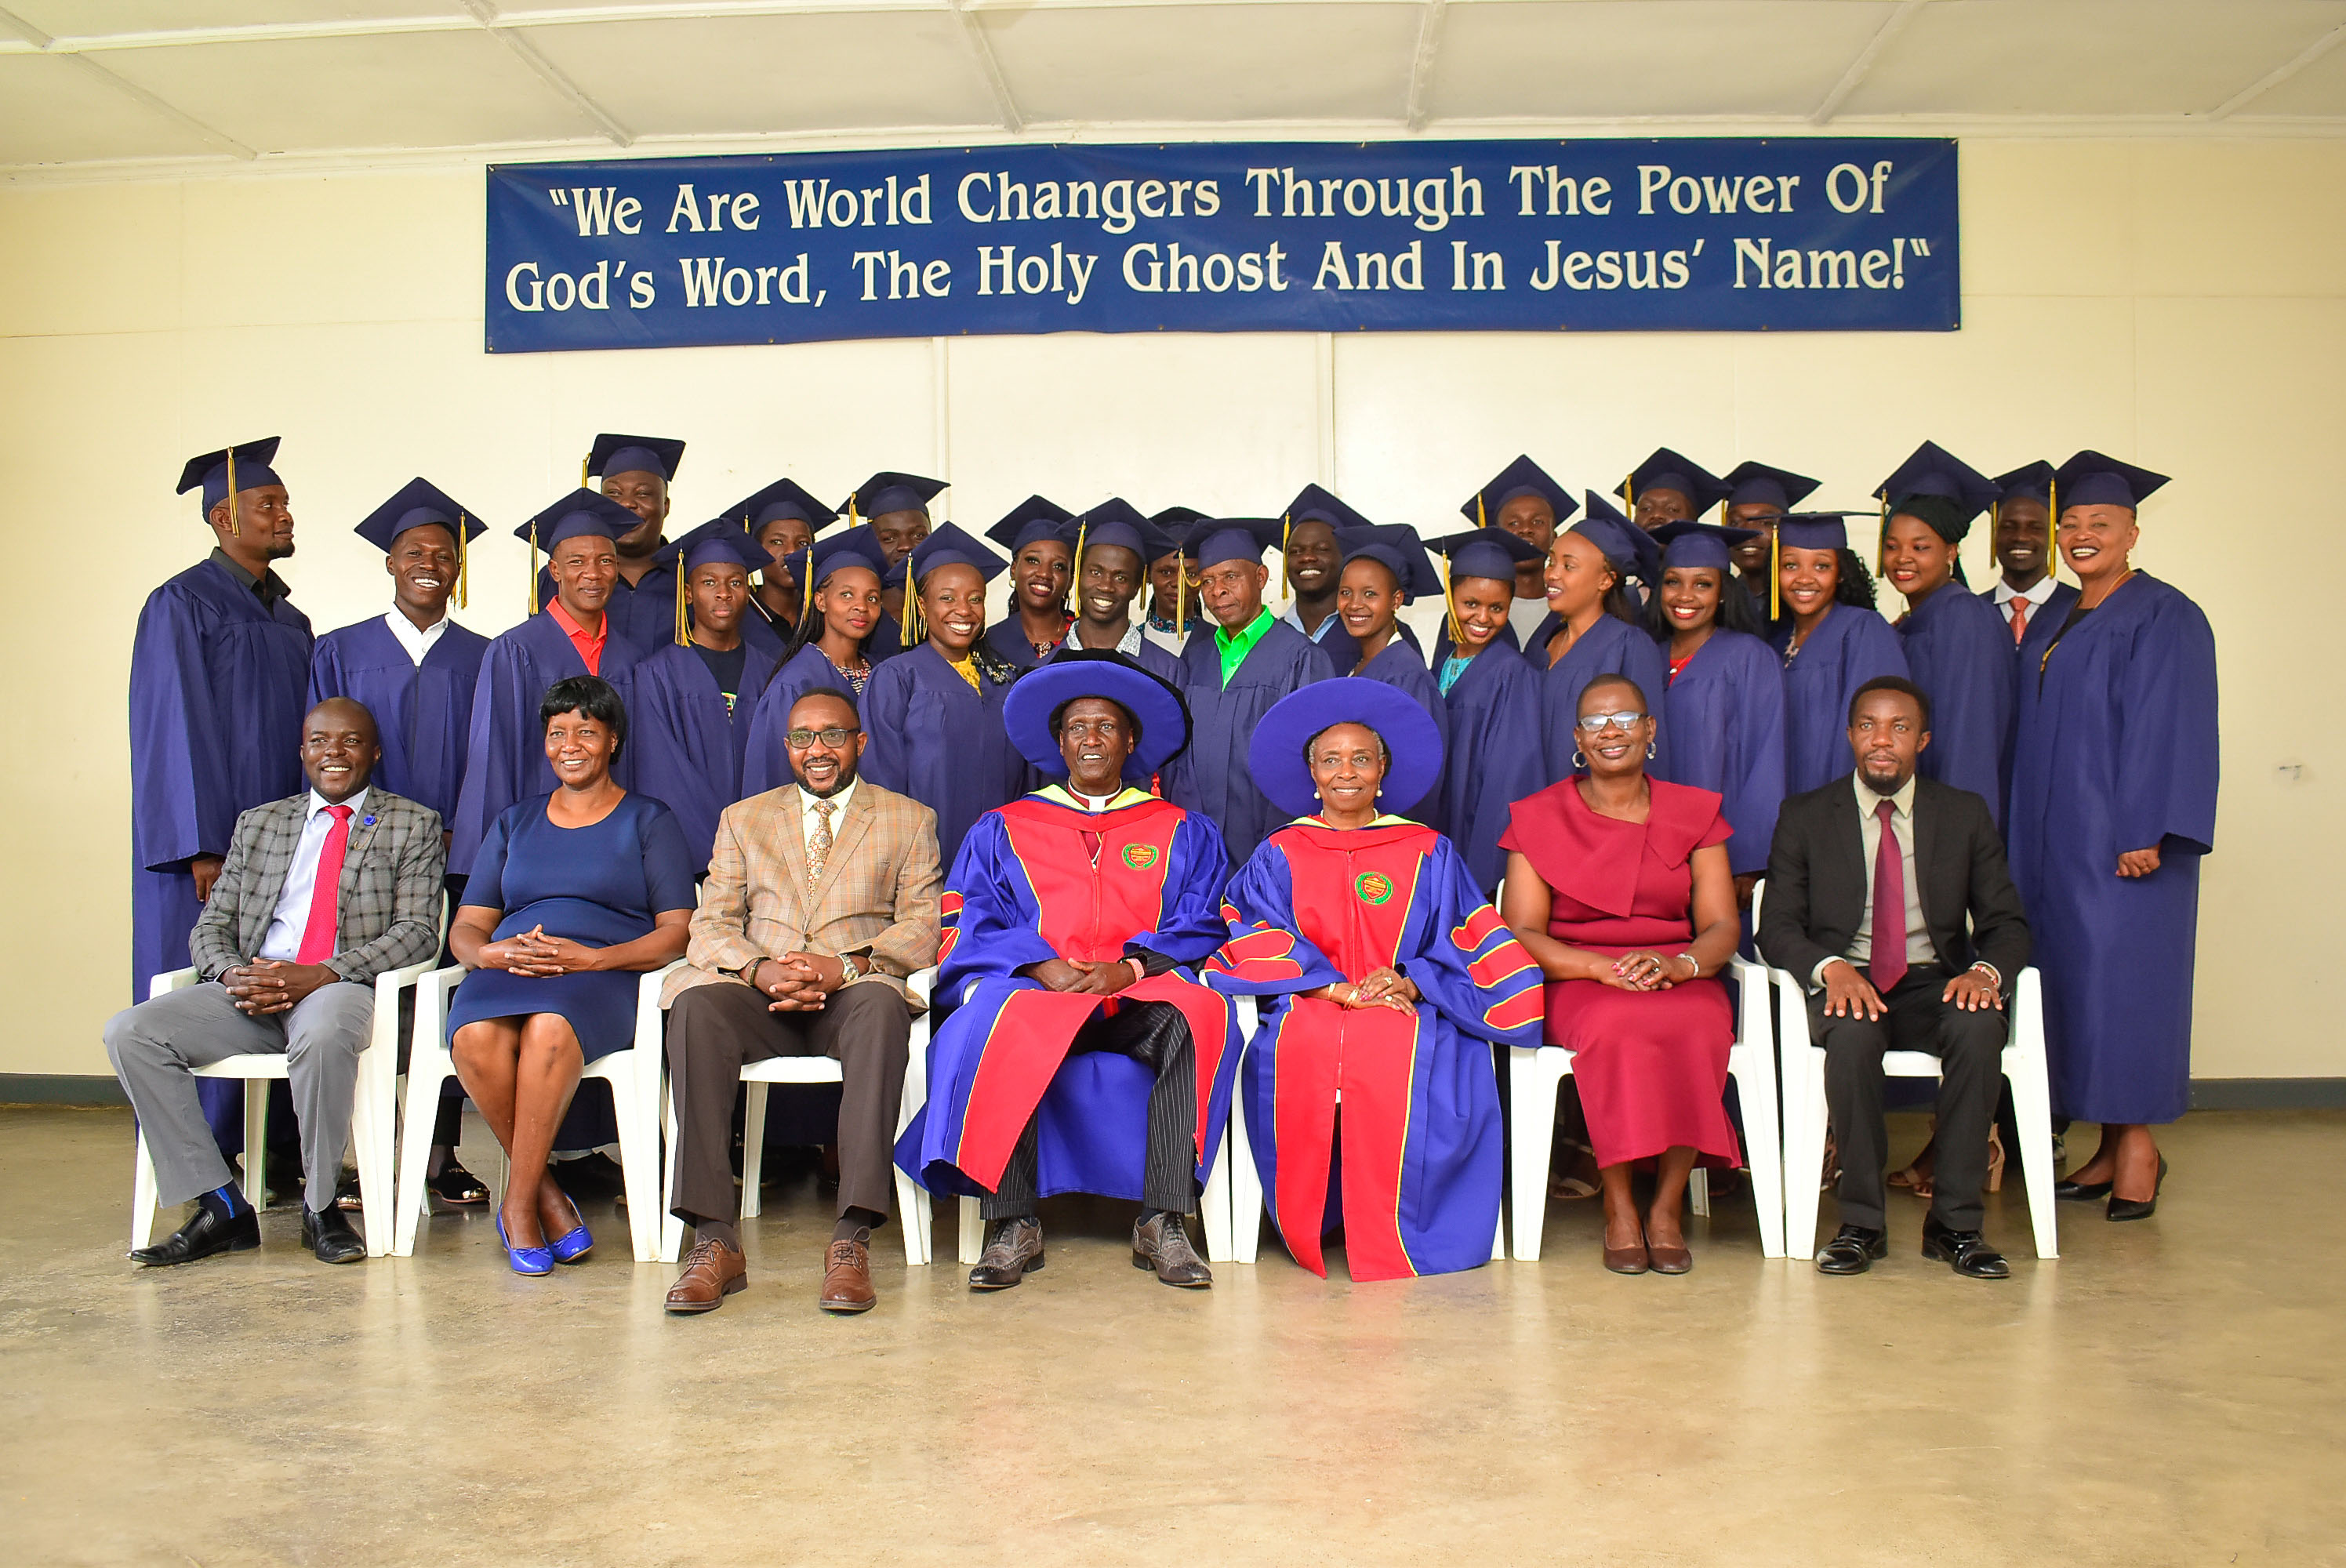 "We Are World Changers Through The Power Of
God's Word, The Holy Ghost And In Jesus' Name!"